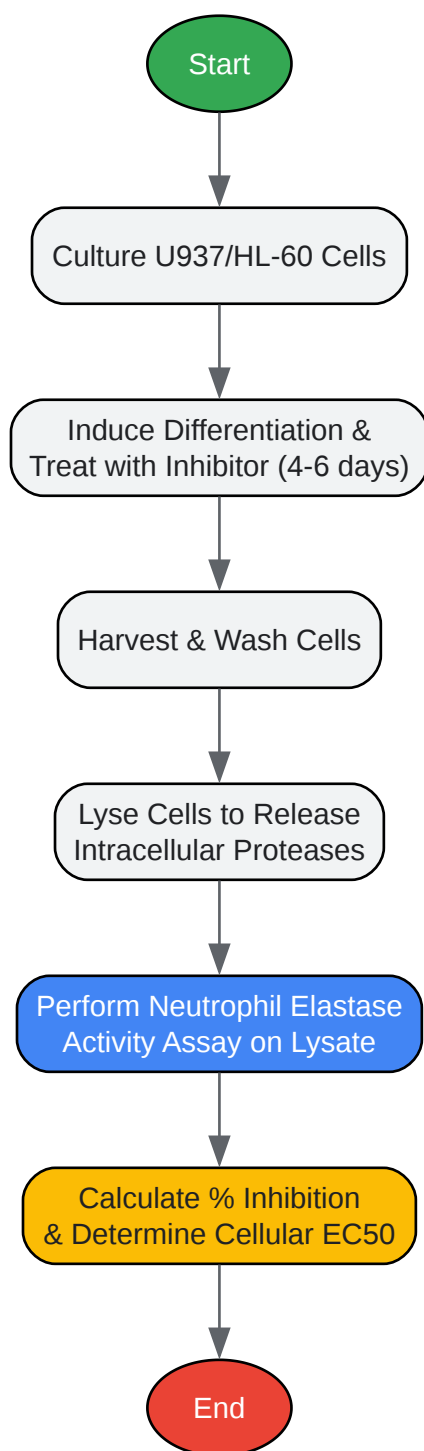 Start
Culture U937/HL-60 Cells
Induce Differentiation &
Treat with Inhibitor (4-6 days)
Harvest & Wash Cells
Lyse Cells to Release
Intracellular Proteases
Perform Neutrophil Elastase
Activity Assay on Lysate
Calculate % Inhibition
& Determine Cellular EC50
End